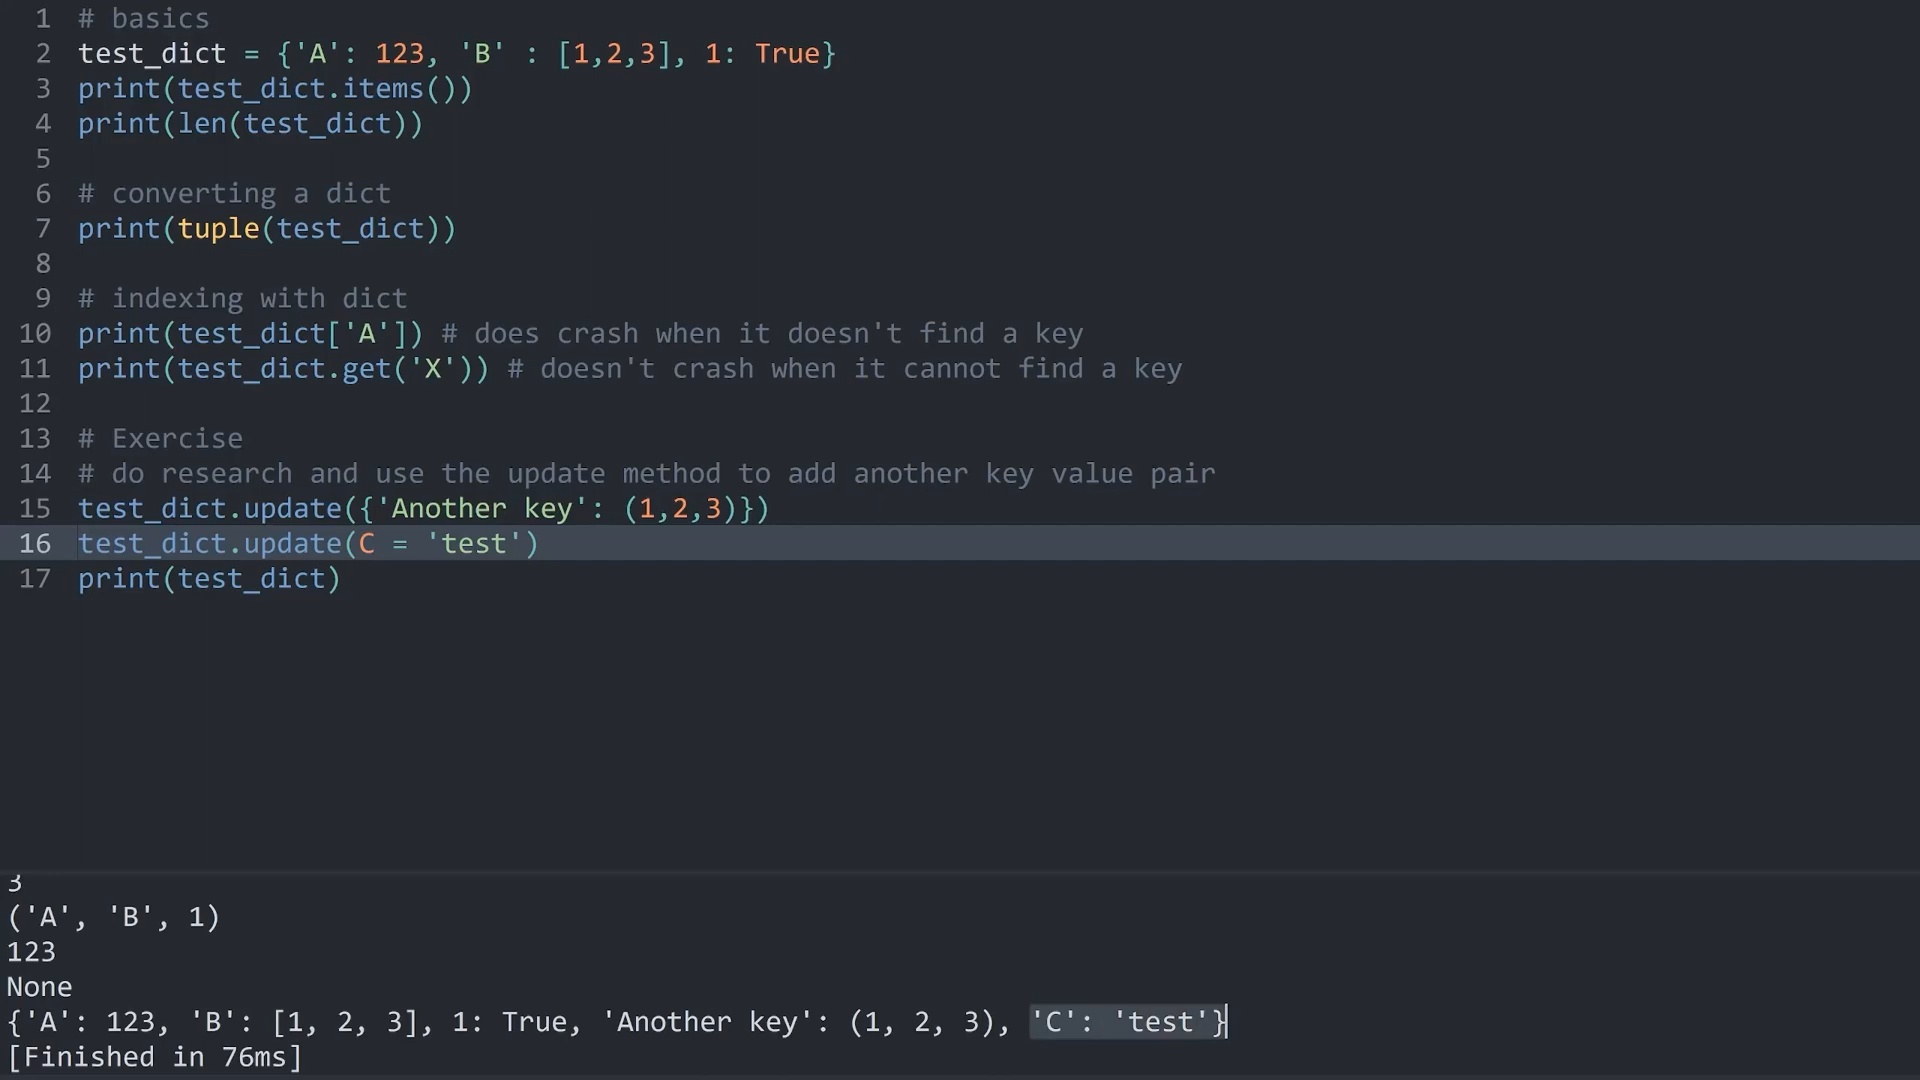 1 # basics
2 test_dict = {'A': 123, 'B' : [1,2,3], 1: True}
3 print(test_dict.items())
4 print(len(test_dict))
5
6 # converting a dict
7 print(tuple(test_dict))
8
9 # indexing with dict
10 print(test_dict['A']) # does crash when it doesn't find a key
11 print(test_dict.get('X')) # doesn't crash when it cannot find a key
12
13 # Exercise
14 # do research and use the update method to add another key value pair
15 test_dict.update({'Another key': (1,2,3)})
16 test_dict.update(C = 'test')
17 print(test_dict)
3
('A', 'B', 1)
123
None
{'A': 123, 'B': [1, 2, 3], 1: True, 'Another key': (1, 2, 3), 'C': 'test'}
[Finished in 76ms]